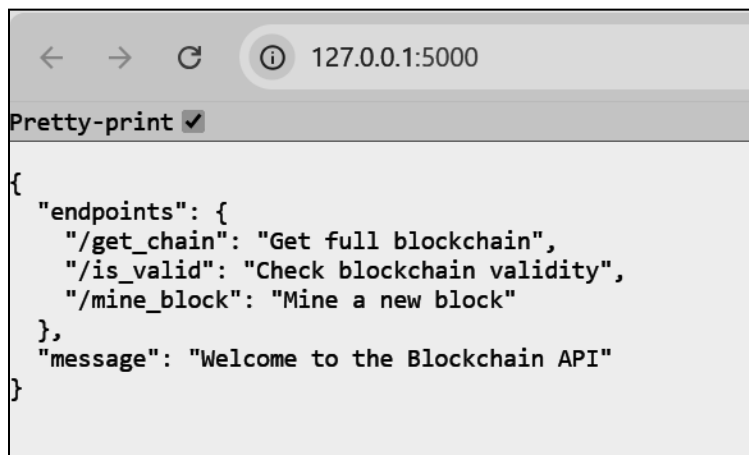 127.0.0.1:5000
Pretty-print
{
  "endpoints": {
    "/get_chain": "Get full blockchain",
    "/is_valid": "Check blockchain validity",
    "/mine_block": "Mine a new block"
  },
  "message": "Welcome to the Blockchain API"
}